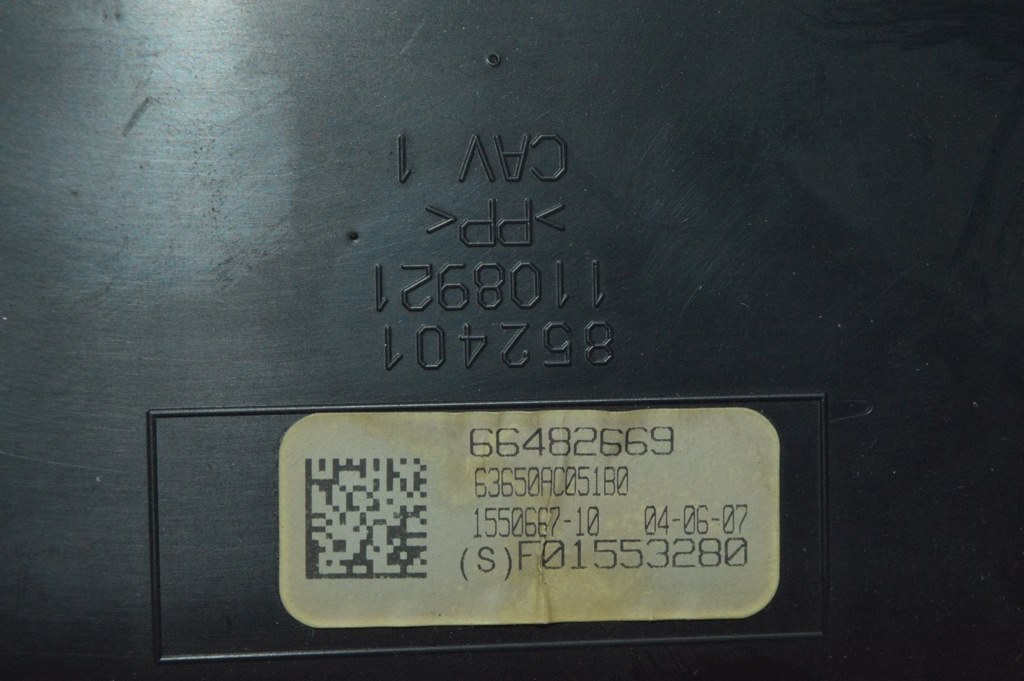 852401
1108921
>PP<
CAV 1
66482669
63650AC051B0
1550667-10 04-06-07
(S)F01553280